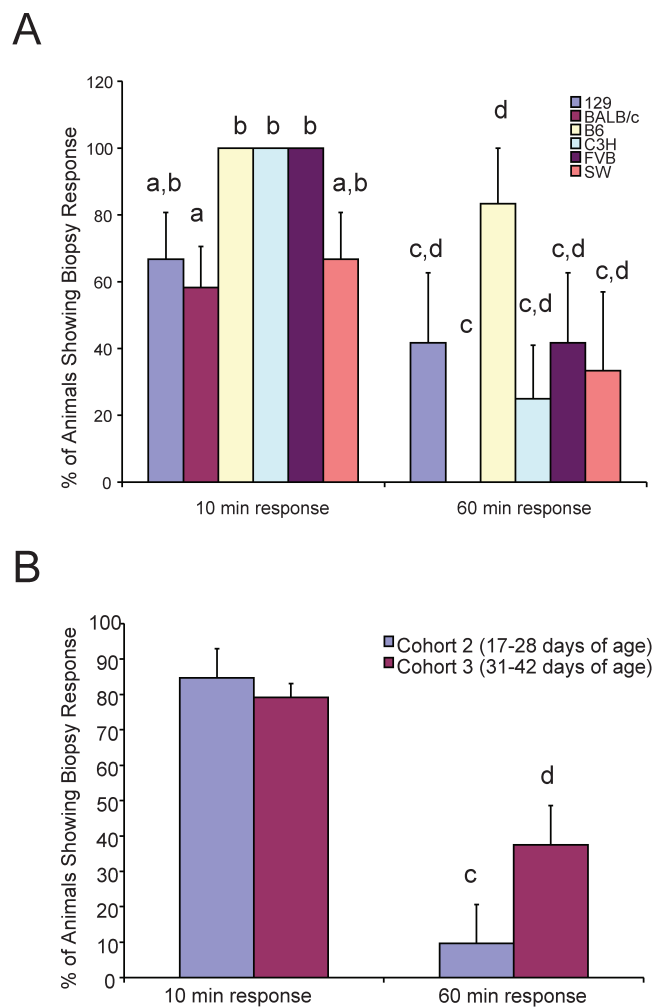 A
% of Animals Showing Biopsy Response
120
100
80
60
40
20
0
a,b
a
b
b
b
a,b
c,d
c
d
c,d
c,d
c,d
129
BALB/c
B6
C3H
FVB
SW
10 min response
60 min response
B
% of Animals Showing Biopsy Response
100
90
80
70
60
50
40
30
20
10
0
Cohort 2 (17-28 days of age)
Cohort 3 (31-42 days of age)
c
d
10 min response
60 min response